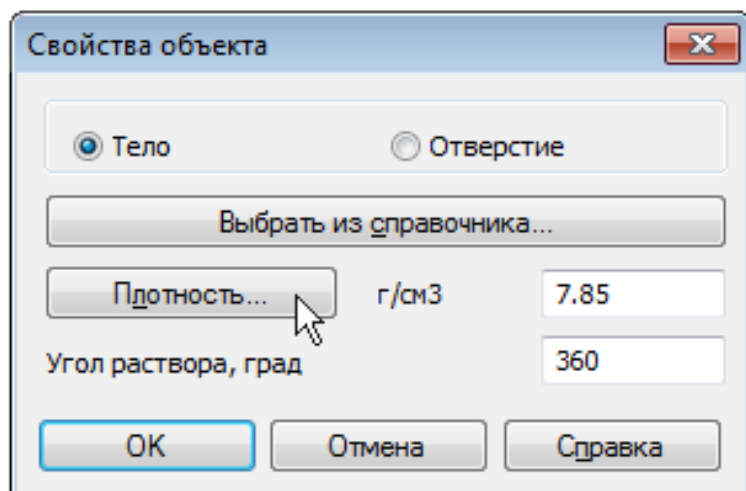 Свойства объекта
Тело Отверстие
Выбрать из справочника...
Плотность... г/см3 7.85
Угол раствора, град 360
OK Отмена Справка